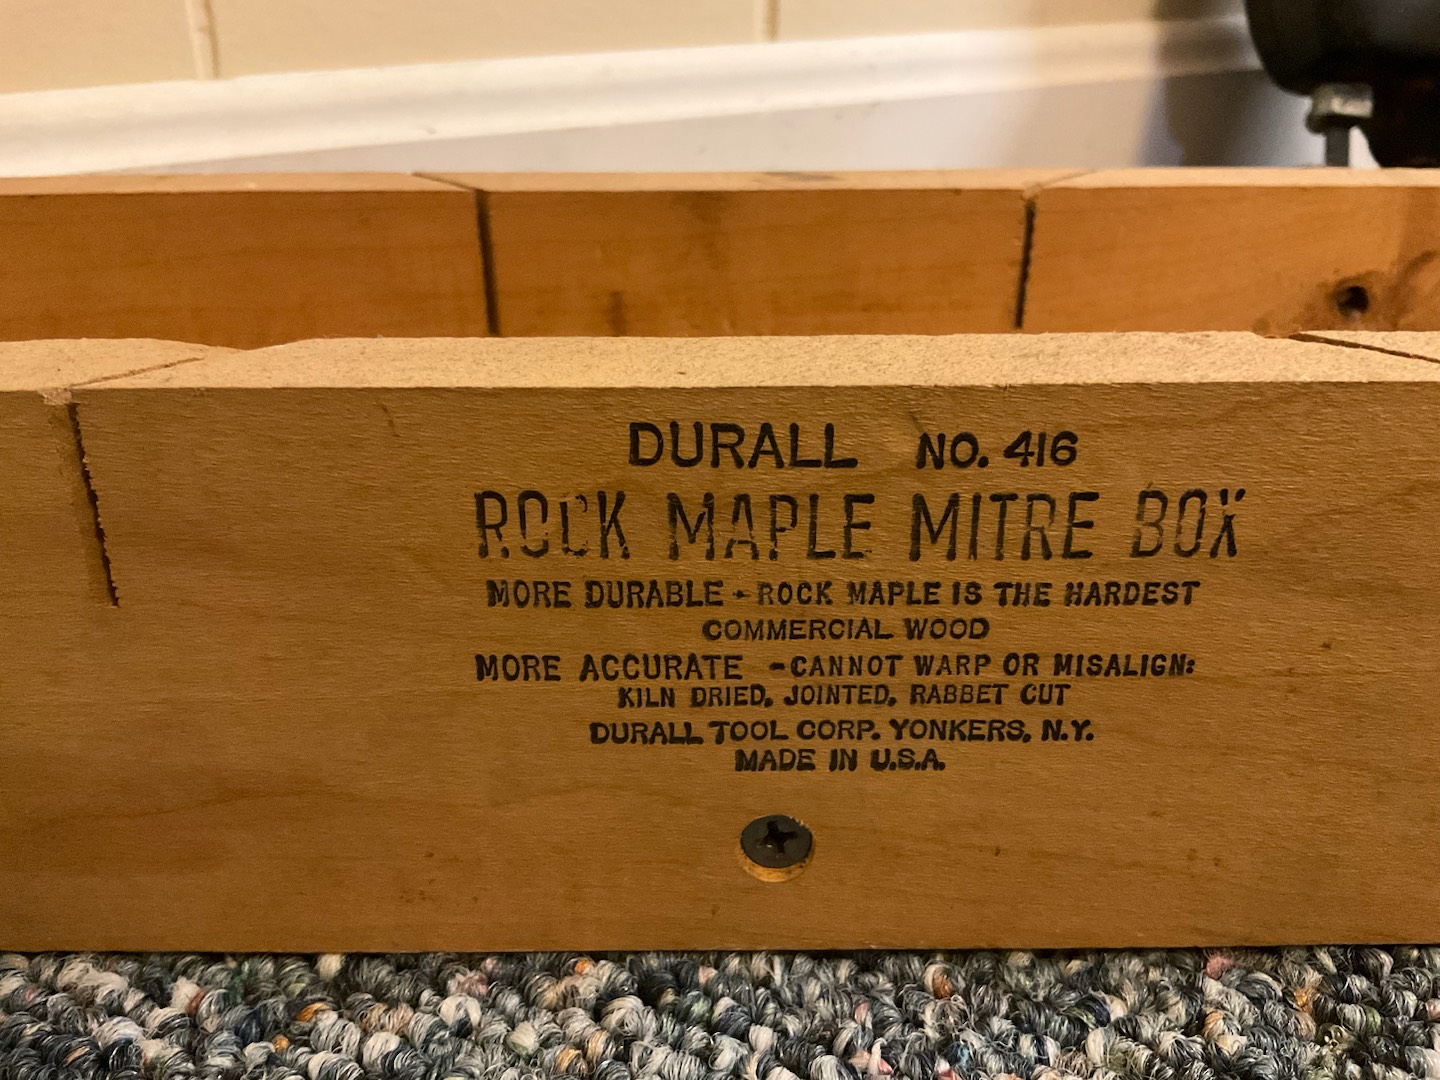 DURALL NO. 416
ROCK MAPLE MITRE BOX
MORE DURABLE - ROCK MAPLE IS THE HARDEST
COMMERCIAL WOOD
MORE ACCURATE - CANNOT WARP OR MISALIGN:
KILN DRIED, JOINTED, RABBET CUT
DURALL TOOL CORP. YONKERS, N.Y.
MADE IN U.S.A.